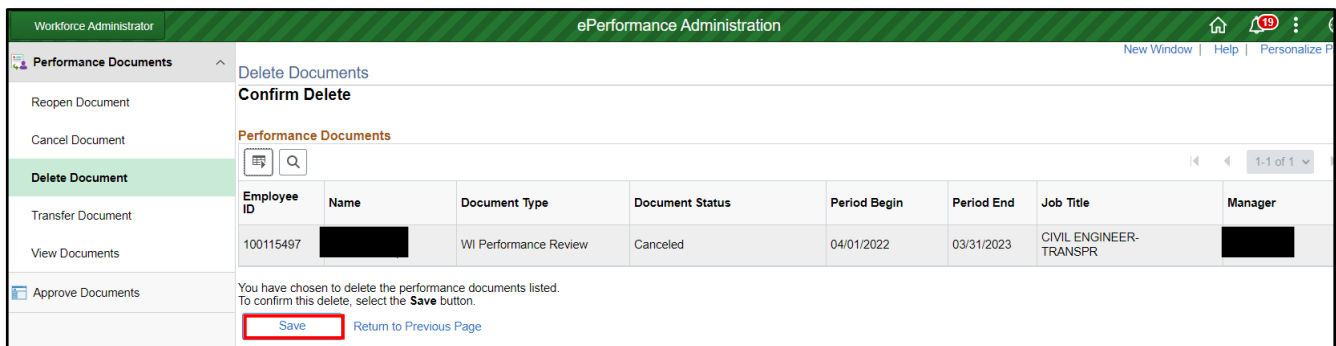 Workforce Administrator
ePerformance Administration
19
New Window | Help | Personalize P
Performance Documents
Reopen Document
Cancel Document
Delete Document
Transfer Document
View Documents
Approve Documents
Delete Documents
Confirm Delete
Performance Documents
1-1 of 1
Employee ID Name Document Type Document Status Period Begin Period End Job Title Manager
100115497 WI Performance Review Canceled 04/01/2022 03/31/2023 CIVIL ENGINEER-
TRANSPR
You have chosen to delete the performance documents listed.
To confirm this delete, select the Save button.
Save Return to Previous Page